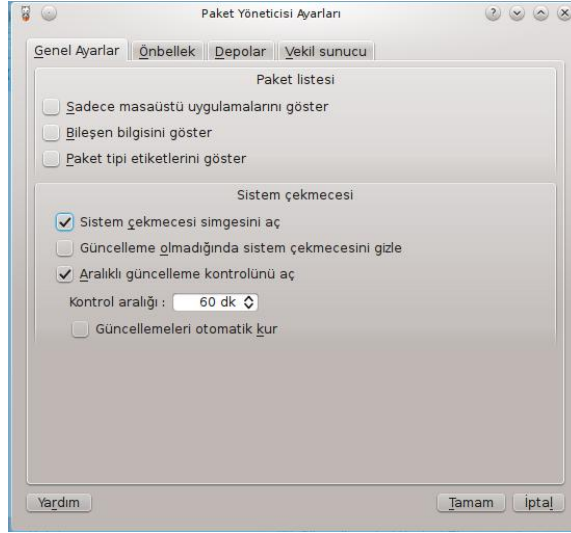 Paket Yöneticisi Ayarları
Genel Ayarlar Önbellek Depolar Vekil sunucu
Paket listesi
Sadece masaüstü uygulamalarını göster
Bileşen bilgisini göster
Paket tipi etiketlerini göster
Sistem çekmecesi
Sistem çekmecesi simgesini aç
Güncelleme olmadığında sistem çekmecesini gizle
Aralıklı güncelleme kontrolünü aç
Kontrol aralığı : 60 dk
Güncellemeleri otomatik kur
Yardım Tamam İptal